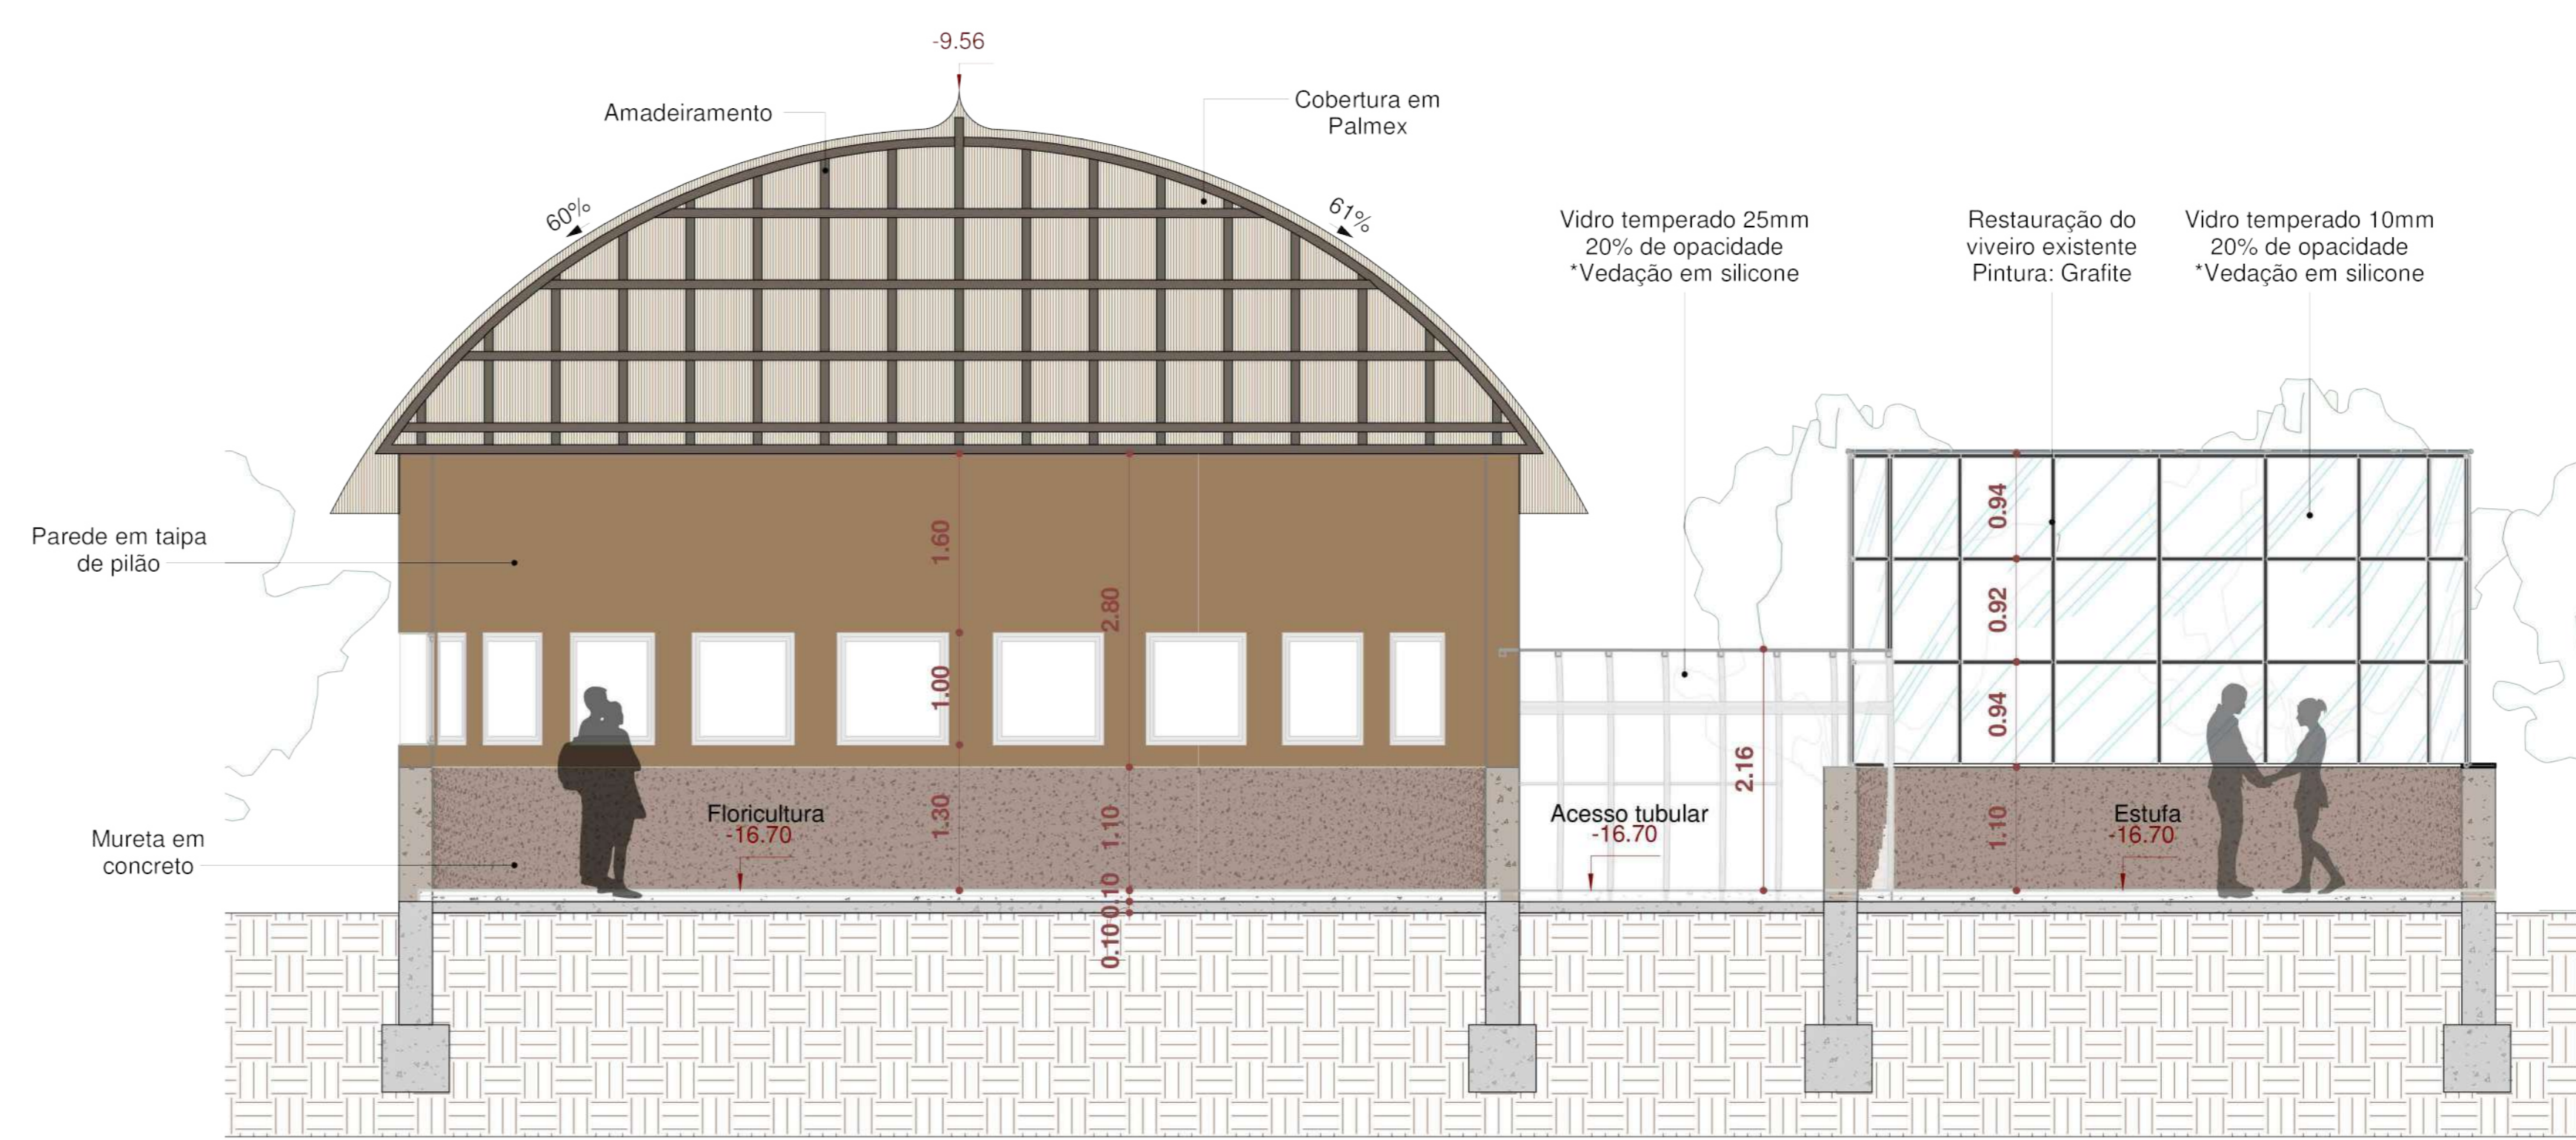 -9.56
Amadeiramento
Cobertura em
Palmex
60%
61%
Vidro temperado 25mm
20% de opacidade
*Vedação em silicone
Restauração do
viveiro existente
Pintura: Grafite
Vidro temperado 10mm
20% de opacidade
*Vedação em silicone
Parede em taipa
de pilão
Mureta em
concreto
1.60
1.00
1.30
2.80
1.10
0.10
0.10
Floricultura
-16.70
Acesso tubular
-16.70
2.16
0.94
0.92
0.94
1.10
Estufa
-16.70